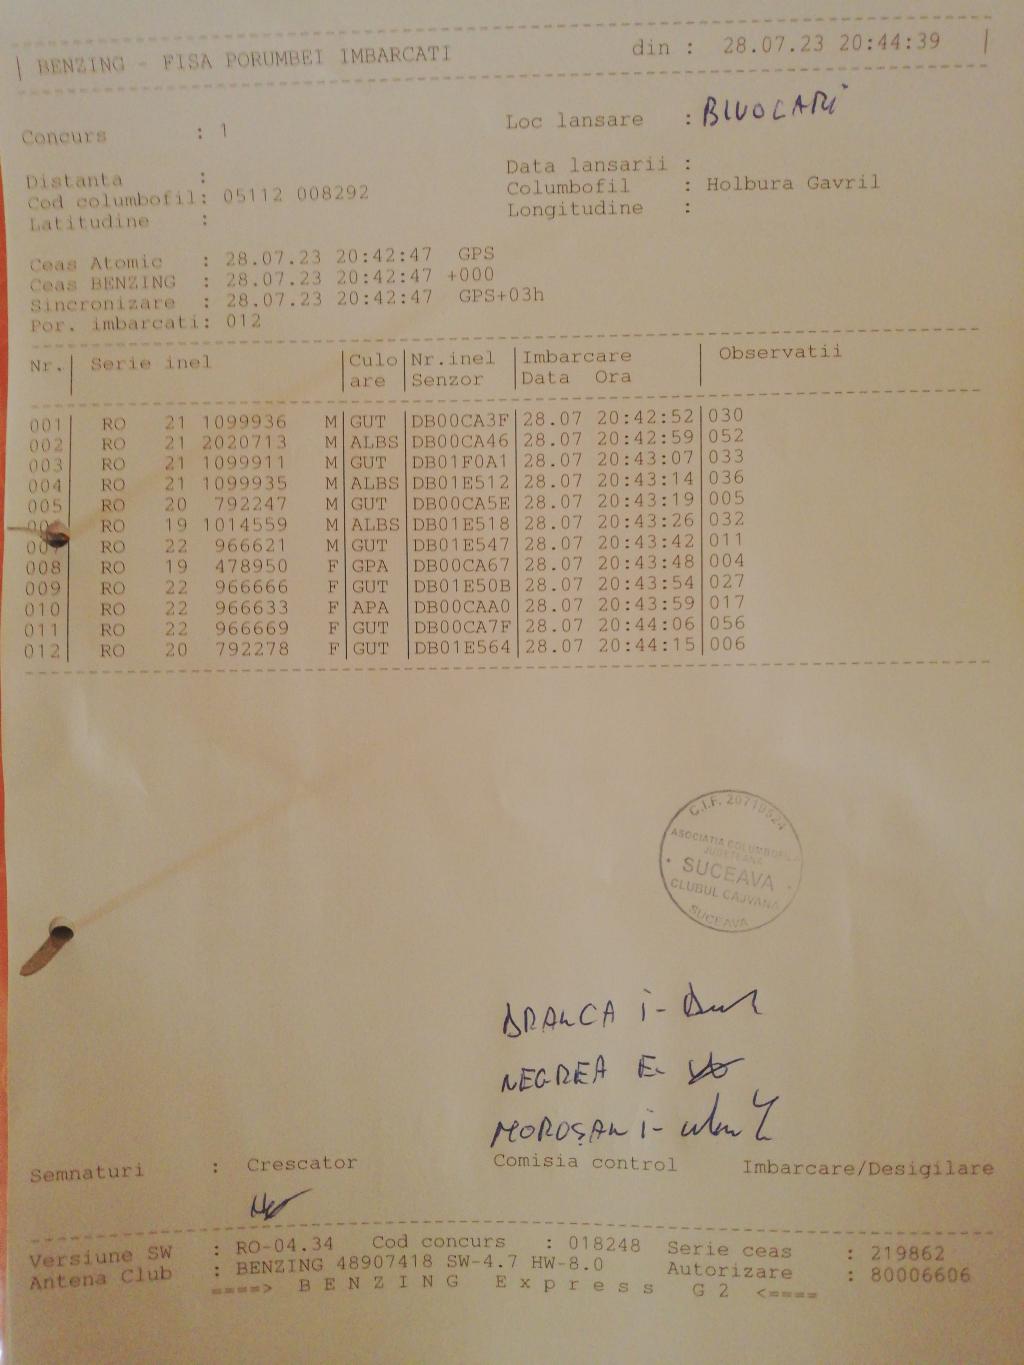 | BENZING - FISA PORUMBEI IMBARCATI din : 28.07.23 20:44:39 |
Concurs : 1 Loc lansare : BIVOLARI
Distanta : Data lansarii :
Cod columbofil: 05112 008292 Columbofil : Holbura Gavril
Latitudine : Longitudine :
Ceas Atomic : 28.07.23 20:42:47 GPS
Ceas BENZING : 28.07.23 20:42:47 +000
Sincronizare : 28.07.23 20:42:47 GPS+03h
Por. imbarcati: 012
Nr.| Serie inel |Culo|Nr.inel |Imbarcare | Observatii
|are |Senzor |Data Ora |
001 RO 21 1099936 M|GUT |DB00CA3F|28.07 20:42:52|030
002 RO 21 2020713 M|ALBS|DB00CA46|28.07 20:42:59|052
003 RO 21 1099911 M|GUT |DB01F0A1|28.07 20:43:07|033
004 RO 21 1099935 M|ALBS|DB01E512|28.07 20:43:14|036
005 RO 20 792247 M|GUT |DB00CA5E|28.07 20:43:19|005
006 RO 19 1014559 M|ALBS|DB01E518|28.07 20:43:26|032
007 RO 22 966621 M|GUT |DB01E547|28.07 20:43:42|011
008 RO 19 478950 F|GPA |DB00CA67|28.07 20:43:48|004
009 RO 22 966666 F|GUT |DB01E50B|28.07 20:43:54|027
010 RO 22 966633 F|APA |DB00CAA0|28.07 20:43:59|017
011 RO 22 966669 F|GUT |DB00CA7F|28.07 20:44:06|056
012 RO 20 792278 F|GUT |DB01E564|28.07 20:44:15|006
C.I.F. 20719524
ASOCIATIA COLUMBOFILA
JUDETEANA
SUCEAVA
CLUBUL CAJVANA
SUCEAVA
BRANCA i-
NEGREA E.
MOROȘAN i-
Semnaturi : Crescator Comisia control Imbarcare/Desigilare
Versiune SW : RO-04.34 Cod concurs : 018248 Serie ceas : 219862
Antena Club : BENZING 48907418 SW-4.7 HW-8.0 Autorizare : 80006606
====> B E N Z I N G E x p r e s s G 2 <====